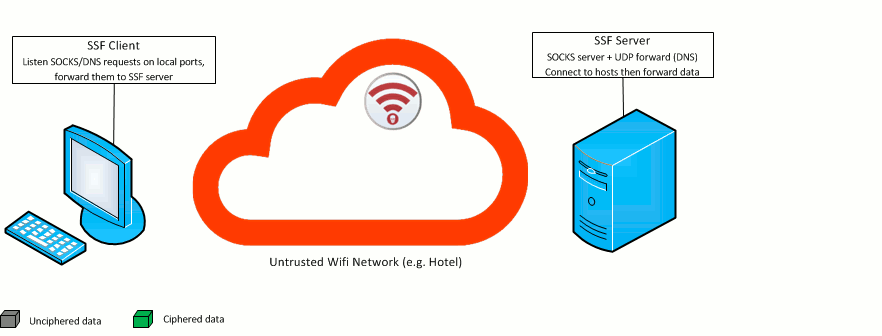 SSF Client
Listen SOCKS/DNS requests on local ports,
forward them to SSF server
SSF Server
SOCKS server + UDP forward (DNS)
Connect to hosts then forward data
Untrusted Wifi Network (e.g. Hotel)
Unciphered data
Ciphered data